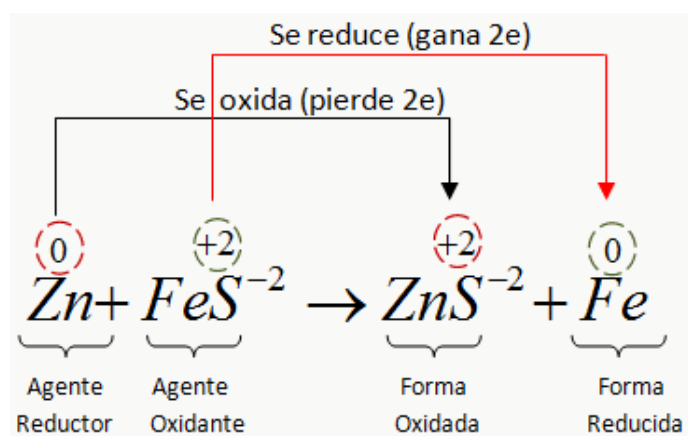 Se reduce (gana 2e)
Se oxida (pierde 2e)
0 +2 +2 0
Zn + FeS⁻² → ZnS⁻² + Fe
Agente Agente Forma Forma
Reductor Oxidante Oxidada Reducida